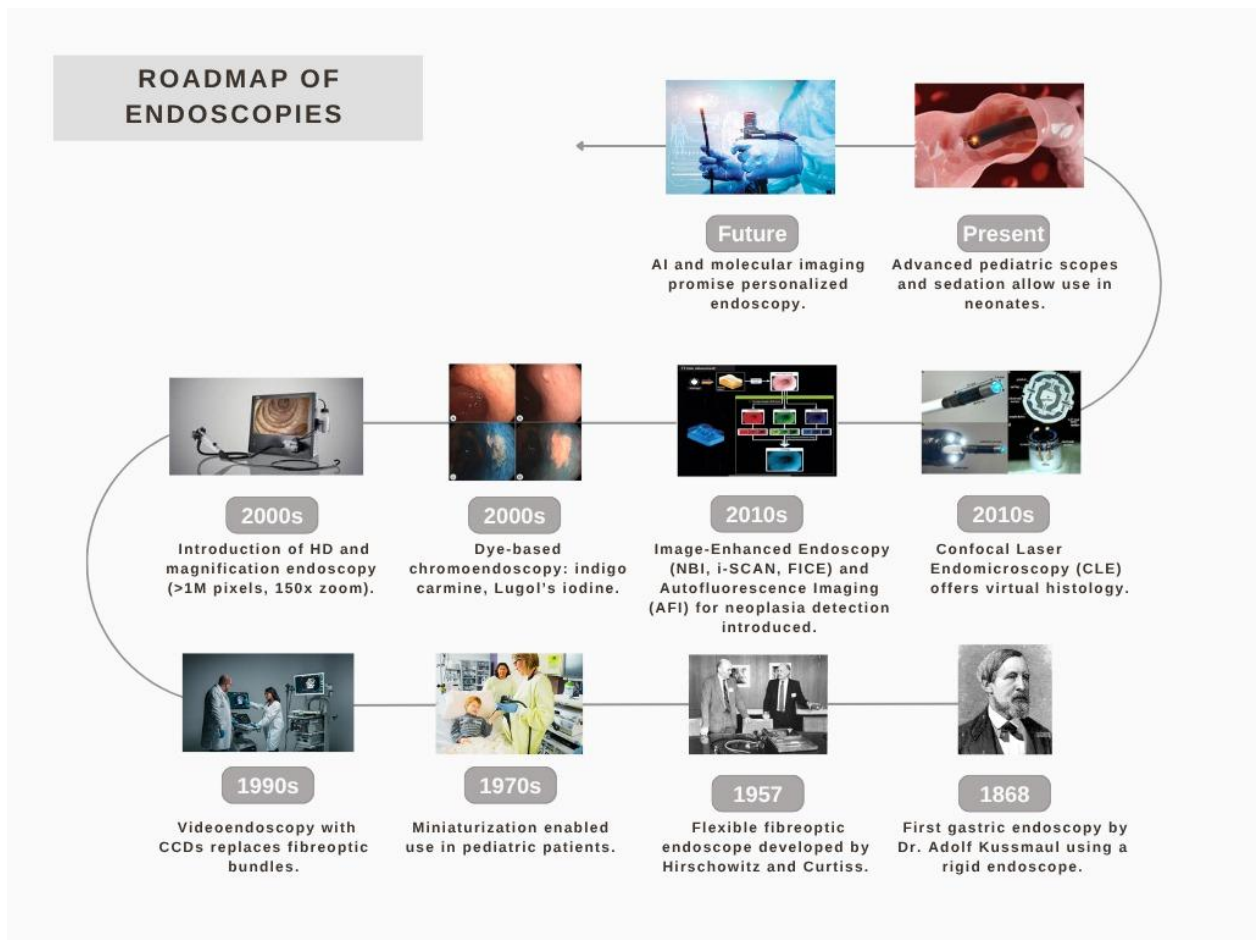 ROADMAP OF
ENDOSCOPIES
Future
AI and molecular imaging
promise personalized
endoscopy.
Present
Advanced pediatric scopes
and sedation allow use in
neonates.
2000s
Introduction of HD and
magnification endoscopy
(>1M pixels, 150x zoom).
2000s
Dye-based
chromoendoscopy: indigo
carmine, Lugol's iodine.
2010s
Image-Enhanced Endoscopy
(NBI, i-SCAN, FICE) and
Autofluorescence Imaging
(AFI) for neoplasia detection
introduced.
2010s
Confocal Laser
Endomicroscopy (CLE)
offers virtual histology.
1990s
Videoendoscopy with
CCDs replaces fibreoptic
bundles.
1970s
Miniaturization enabled
use in pediatric patients.
1957
Flexible fibreoptic
endoscope developed by
Hirschowitz and Curtiss.
1868
First gastric endoscopy by
Dr. Adolf Kussmaul using a
rigid endoscope.